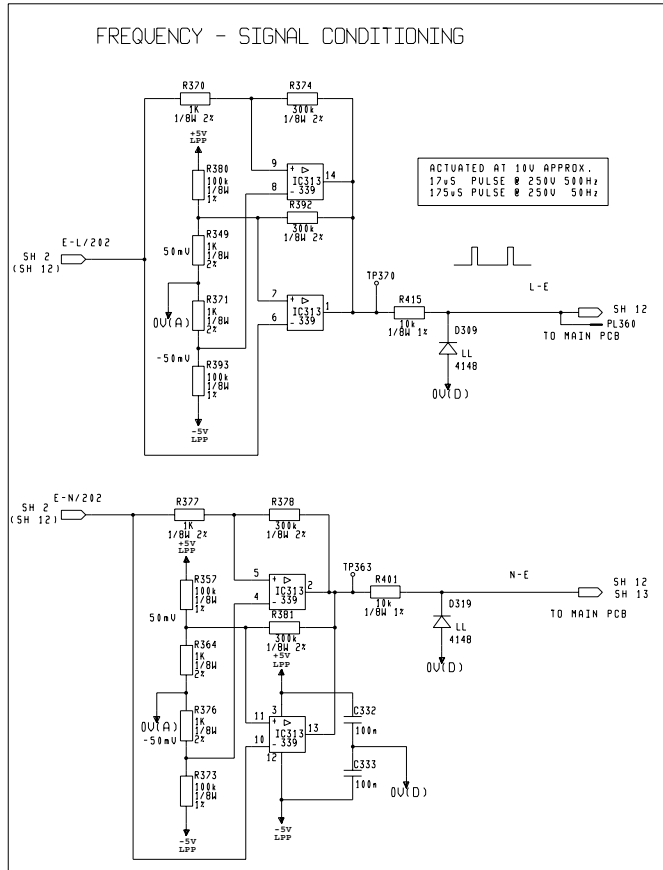 FREQUENCY - SIGNAL CONDITIONING
R370
1K
1/8W 2%
R374
300k
1/8W 2%
+5V
LPP
R380
100k
1/8W
1%
9
8
+
-
IC313
339
14
R392
300k
1/8W 2%
ACTUATED AT 10V APPROX.
17uS PULSE @ 250V 500Hz
175uS PULSE @ 250V 50Hz
E-L/202
SH 2
(SH 12)
50mV
R349
1K
1/8W
2%
0V(A)
R371
1K
1/8W
2%
-50mV
R393
100k
1/8W
1%
-5V
LPP
7
6
+
-
IC313
339
1
TP370
R415
10k
1/8W 1%
L-E
D309
LL
4148
0V(D)
SH 12
PL360
TO MAIN PCB
E-N/202
SH 2
(SH 12)
R377
1K
1/8W 2%
R378
300k
1/8W 2%
+5V
LPP
R357
100k
1/8W
1%
50mV
5
4
+
-
IC313
339
2
R381
300k
1/8W 2%
TP363
R401
10k
1/8W 1%
N-E
D319
LL
4148
0V(D)
SH 12
SH 13
TO MAIN PCB
R364
1K
1/8W
2%
0V(A)
-50mV
R376
1K
1/8W
2%
R373
100k
1/8W
1%
-5V
LPP
+5V
LPP
3
11
10
12
+
-
IC313
339
13
-5V
LPP
C332
100n
C333
100n
0V(D)